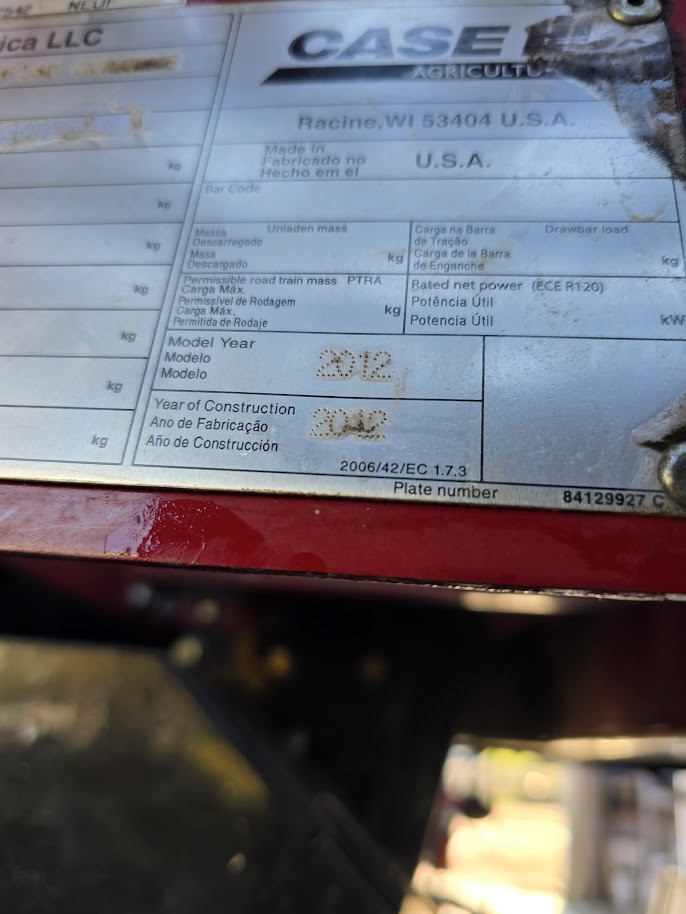 ica LLC
CASE
AGRICULTU
Racine, WI 53404 U.S.A.
Made in
Fabricado no
Hecho em el
U.S.A.
Bar Code
kg
kg
kg
kg
kg
kg
kg
Massa
Descarregado
Masa
Descargado
Unladen mass
kg
Carga na Barra
de Tração
Carga de la Barra
de Enganche
Drawbar load
kg
Permissible road train mass PTRA
Carga Máx.
Permissível de Rodagem
Carga Máx.
Permitida de Rodaje
kg
Rated net power (ECE R120)
Potência Útil
Potencia Útil
kW
Model Year
Modelo
Modelo
2012
Year of Construction
Ano de Fabricação
Año de Construcción
2012
2006/42/EC 1.7.3
Plate number
84129927 C